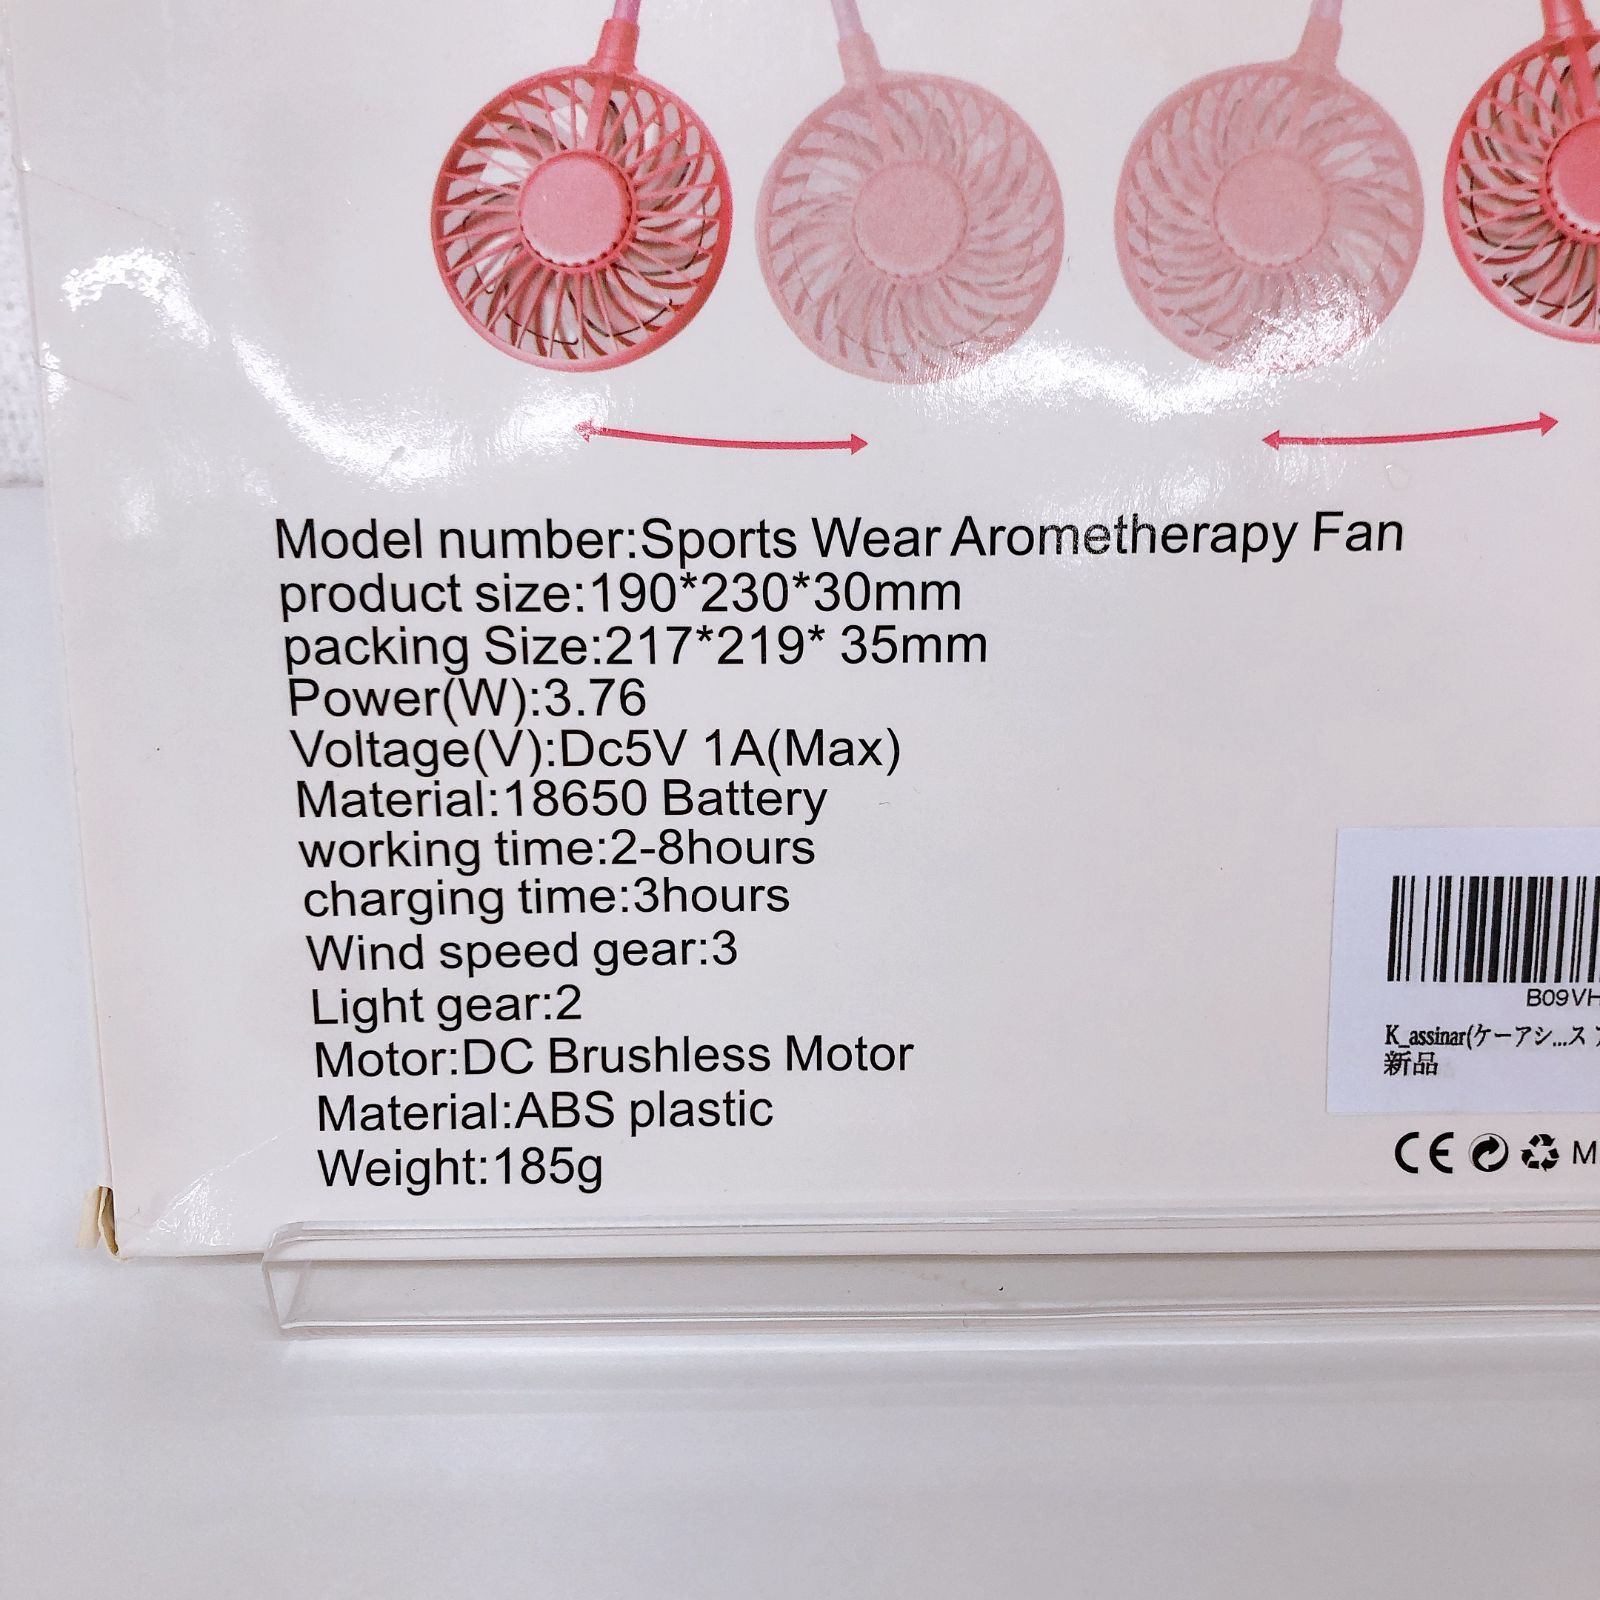 Model number:Sports Wear Arometherapy Fan
product size:190*230*30mm
packing Size:217*219* 35mm
Power(W):3.76
Voltage(V):Dc5V 1A(Max)
Material:18650 Battery
working time:2-8hours
charging time:3hours
Wind speed gear:3
Light gear:2
Motor:DC Brushless Motor
Material:ABS plastic
Weight:185g
B09VH
K_assinar(ケーアシ...ス
新品
CE M